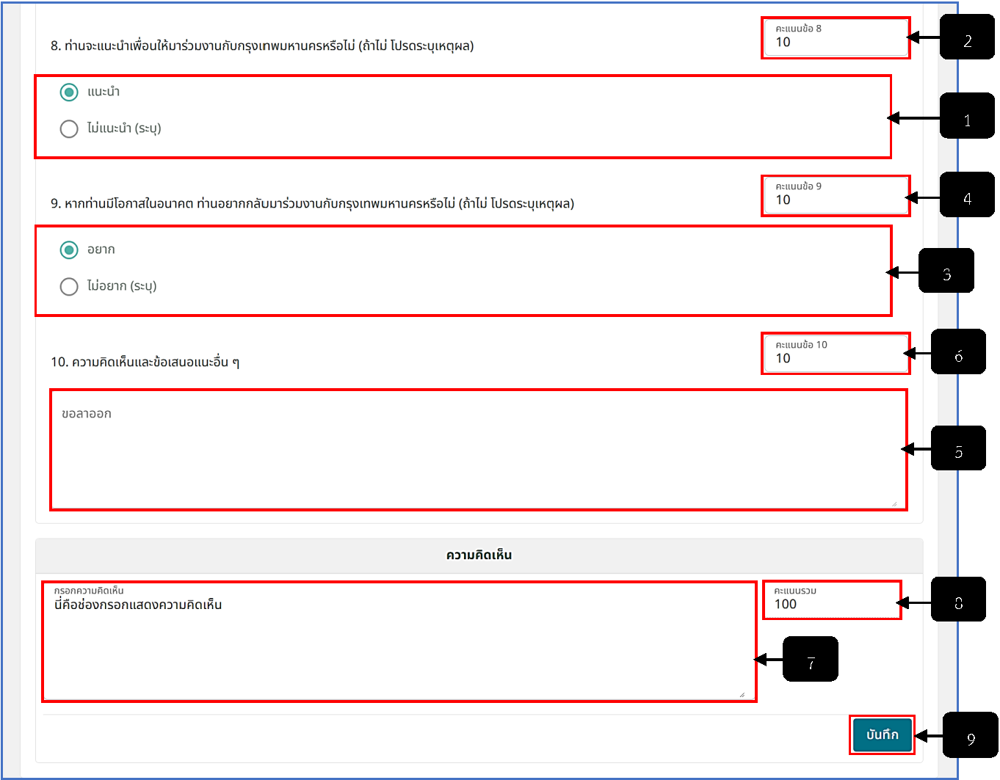 คะแนนข้อ 8
10
2
8. ท่านจะแนะนำเพื่อนให้มาร่วมงานกับกรุงเทพมหานครหรือไม่ (ถ้าไม่ โปรดระบุเหตุผล)
แนะนำ
1
ไม่แนะนำ (ระบุ)
คะแนนข้อ 9
10
4
9. หากท่านมีโอกาสในอนาคต ท่านอยากกลับมาร่วมงานกับกรุงเทพมหานครหรือไม่ (ถ้าไม่ โปรดระบุเหตุผล)
อยาก
3
ไม่อยาก (ระบุ)
คะแนนข้อ 10
10
6
10. ความคิดเห็นและข้อเสนอแนะอื่น ๆ
ขอลาออก
5
ความคิดเห็น
กรอกความคิดเห็น
นี่คือช่องกรอกแสดงความคิดเห็น
คะแนนรวม
100
8
7
บันทึก
9